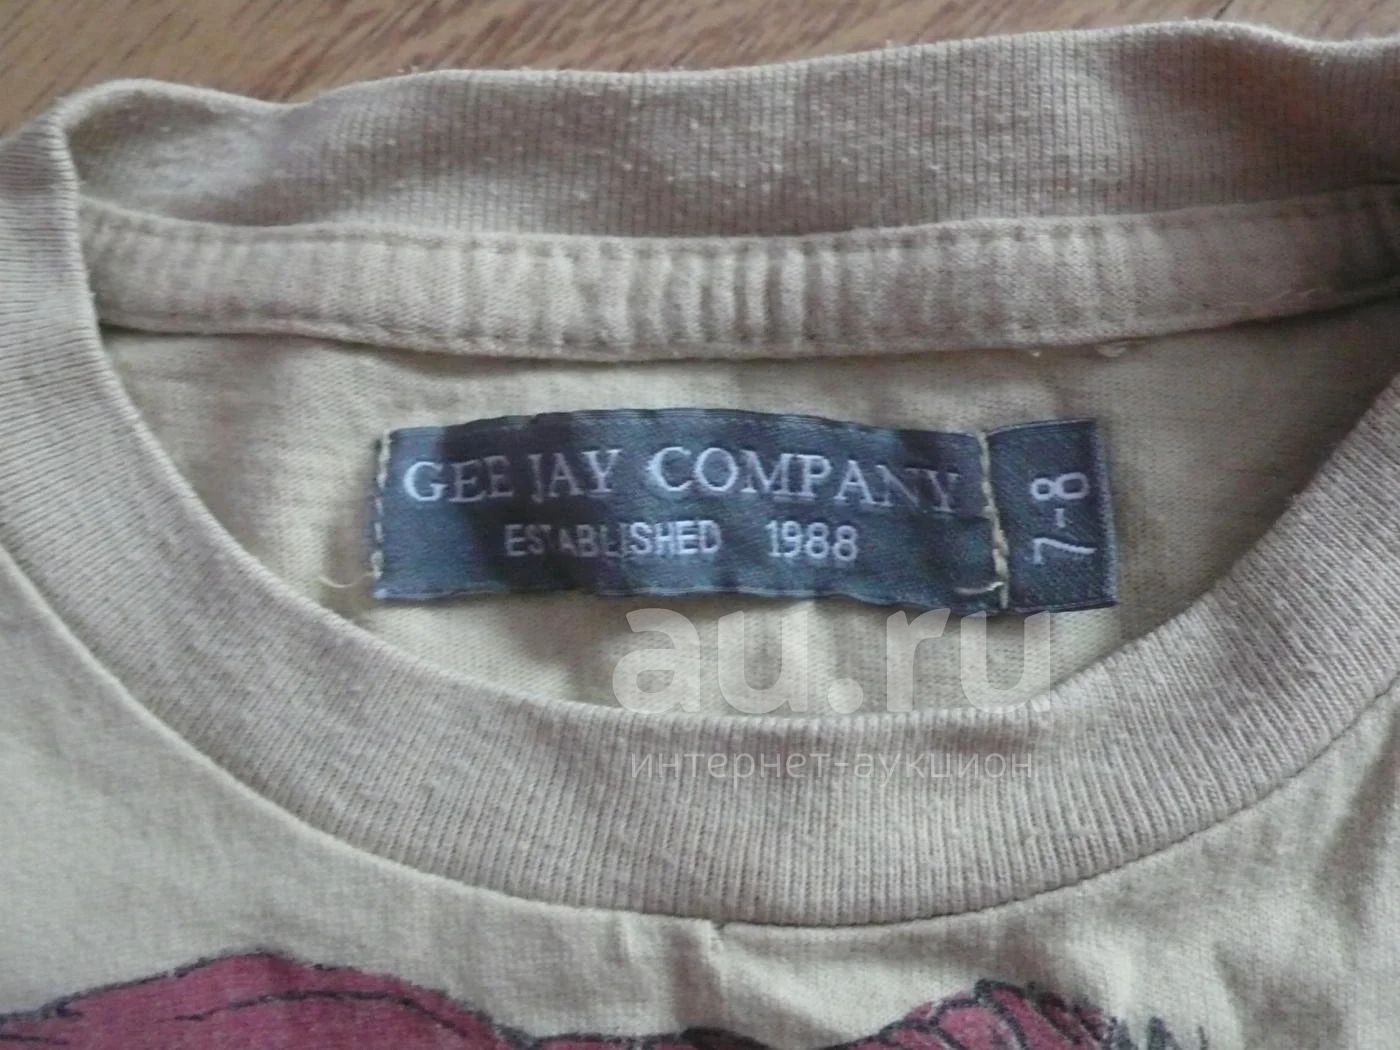 GEE JAY COMPANY
ESTABLISHED 1988
7-8
au.ru
интернет-аукцион